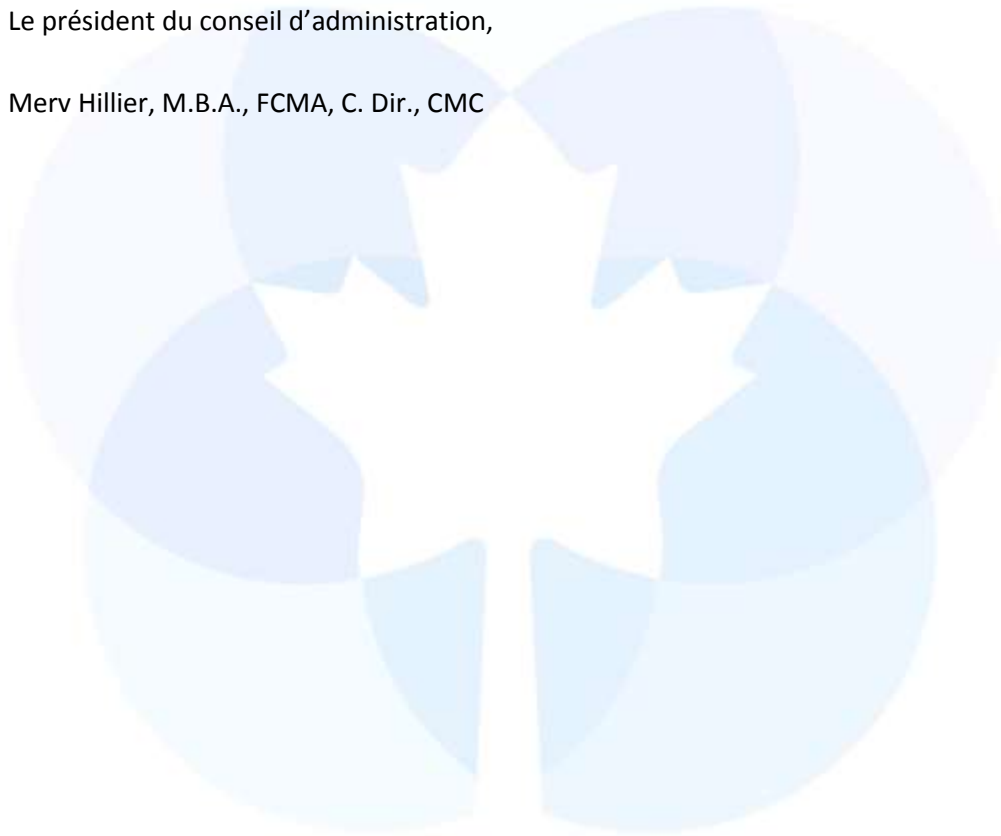 Le président du conseil d’administration,
Merv Hillier, M.B.A., FCMA, C. Dir., CMC